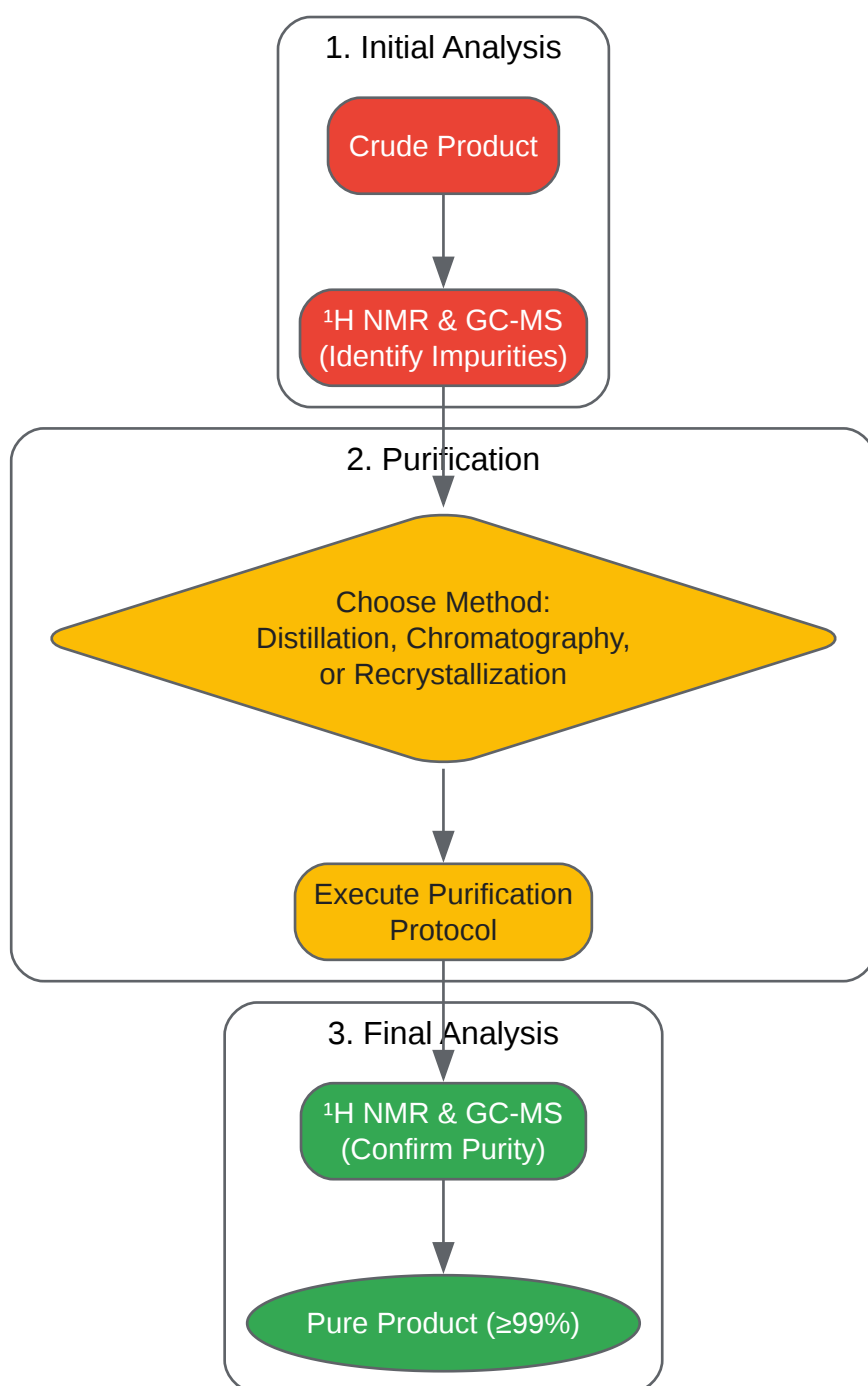 1. Initial Analysis
Crude Product
¹H NMR & GC-MS
(Identify Impurities)
2. Purification
Choose Method:
Distillation, Chromatography,
or Recrystallization
Execute Purification
Protocol
3. Final Analysis
¹H NMR & GC-MS
(Confirm Purity)
Pure Product (≥99%)